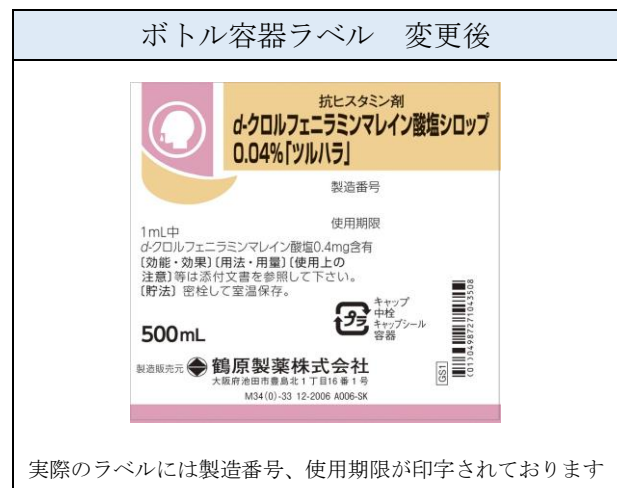 ボトル容器ラベル　変更後
抗ヒスタミン剤
d-クロルフェニラミンマレイン酸塩シロップ
0.04%「ツルハラ」
製造番号
使用期限
1mL中
d-クロルフェニラミンマレイン酸塩0.4mg含有
〔効能・効果〕〔用法・用量〕〔使用上の
注意〕等は添付文書を参照して下さい。
〔貯法〕密栓して室温保存。
プラ
キャップ
中栓
キャップシール
容器
500mL
製造販売元 鶴原製薬株式会社
大阪府池田市豊島北1丁目16番1号
M34(0)-33 12-2006 A006-SK
GS1
(01)04987271043508
実際のラベルには製造番号、使用期限が印字されております